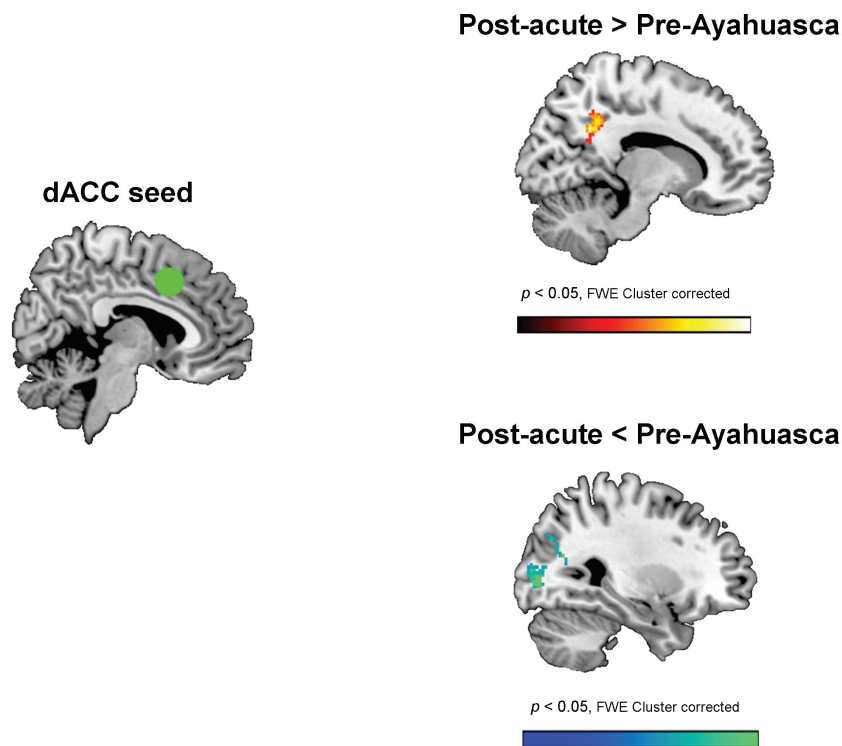 Post-acute > Pre-Ayahuasca
dACC seed
p < 0.05, FWE Cluster corrected
Post-acute < Pre-Ayahuasca
p < 0.05, FWE Cluster corrected